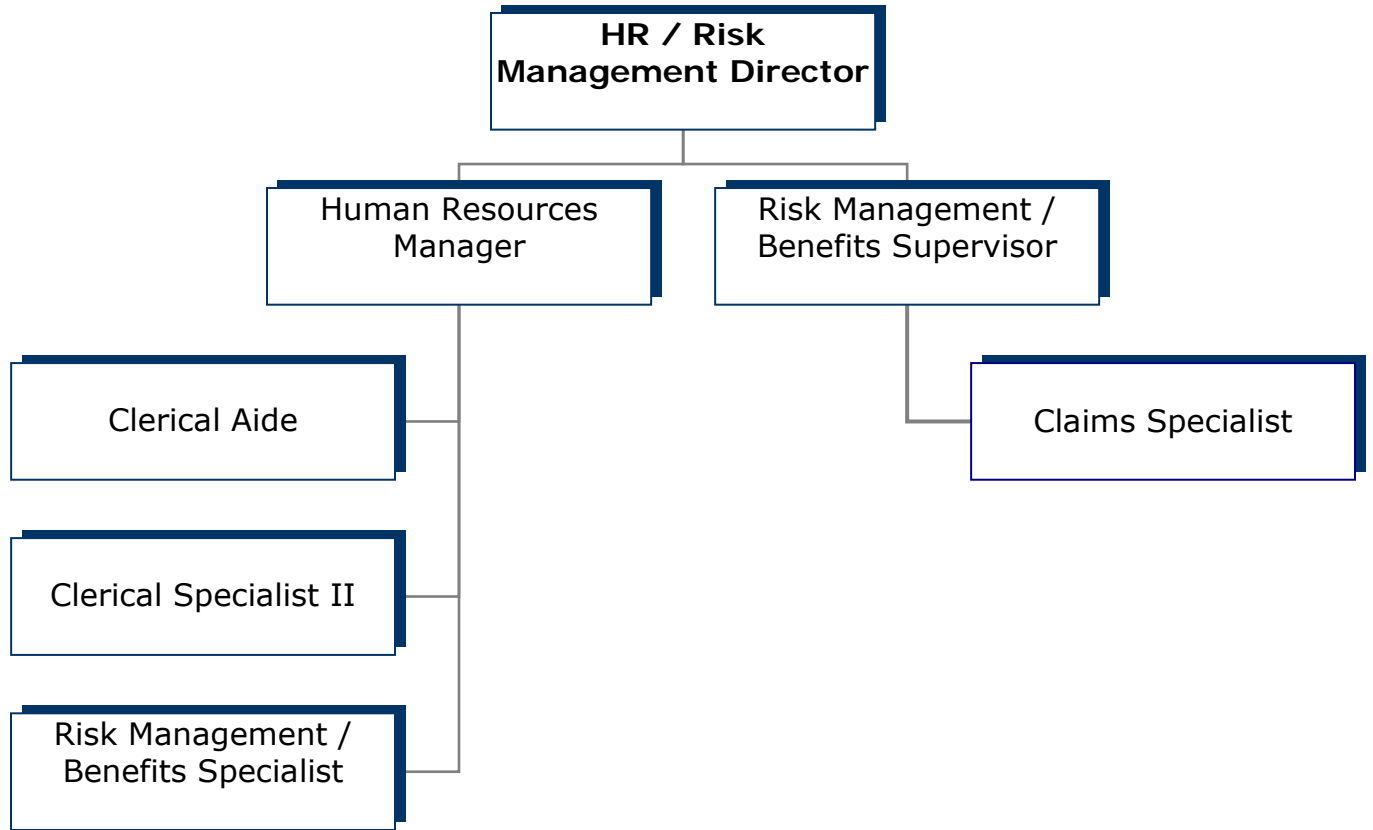 HR / Risk
Management Director
Human Resources
Manager
Risk Management /
Benefits Supervisor
Clerical Aide
Claims Specialist
Clerical Specialist II
Risk Management /
Benefits Specialist